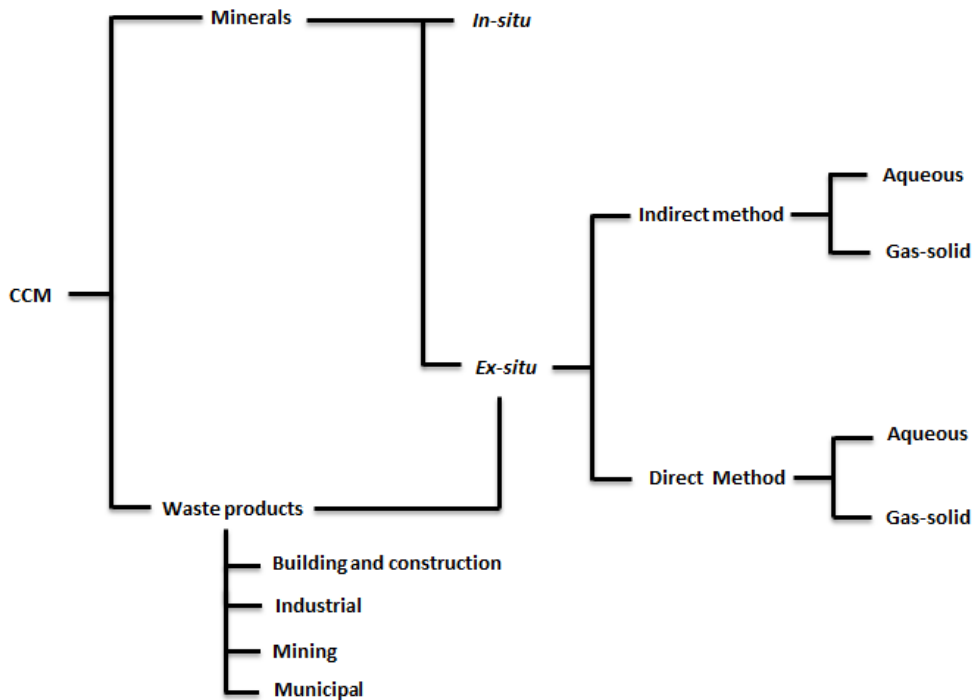 Minerals
In-situ
Aqueous
Indirect method
Gas-solid
CCM
Ex-situ
Aqueous
Direct Method
Gas-solid
Waste products
Building and construction
Industrial
Mining
Municipal